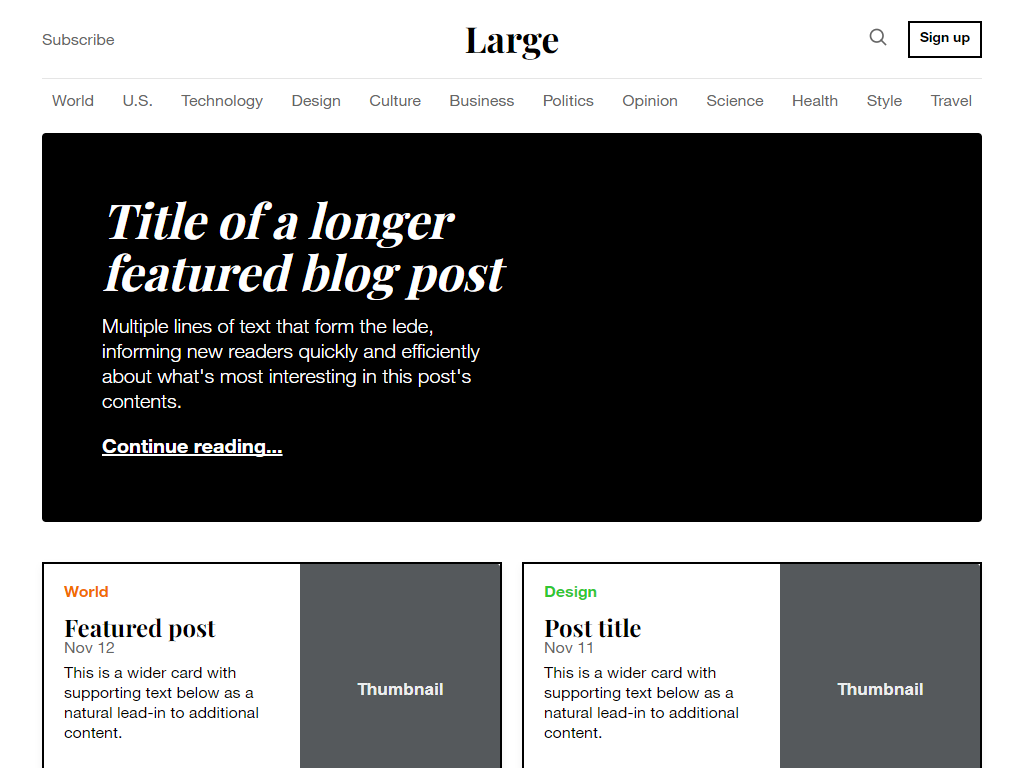 Subscribe
Large
Sign up
World U.S. Technology Design Culture Business Politics Opinion Science Health Style Travel
Title of a longer
featured blog post
Multiple lines of text that form the lede,
informing new readers quickly and efficiently
about what's most interesting in this post's
contents.
Continue reading...
World
Featured post
Nov 12
This is a wider card with
supporting text below as a
natural lead-in to additional
content.
Thumbnail
Design
Post title
Nov 11
This is a wider card with
supporting text below as a
natural lead-in to additional
content.
Thumbnail